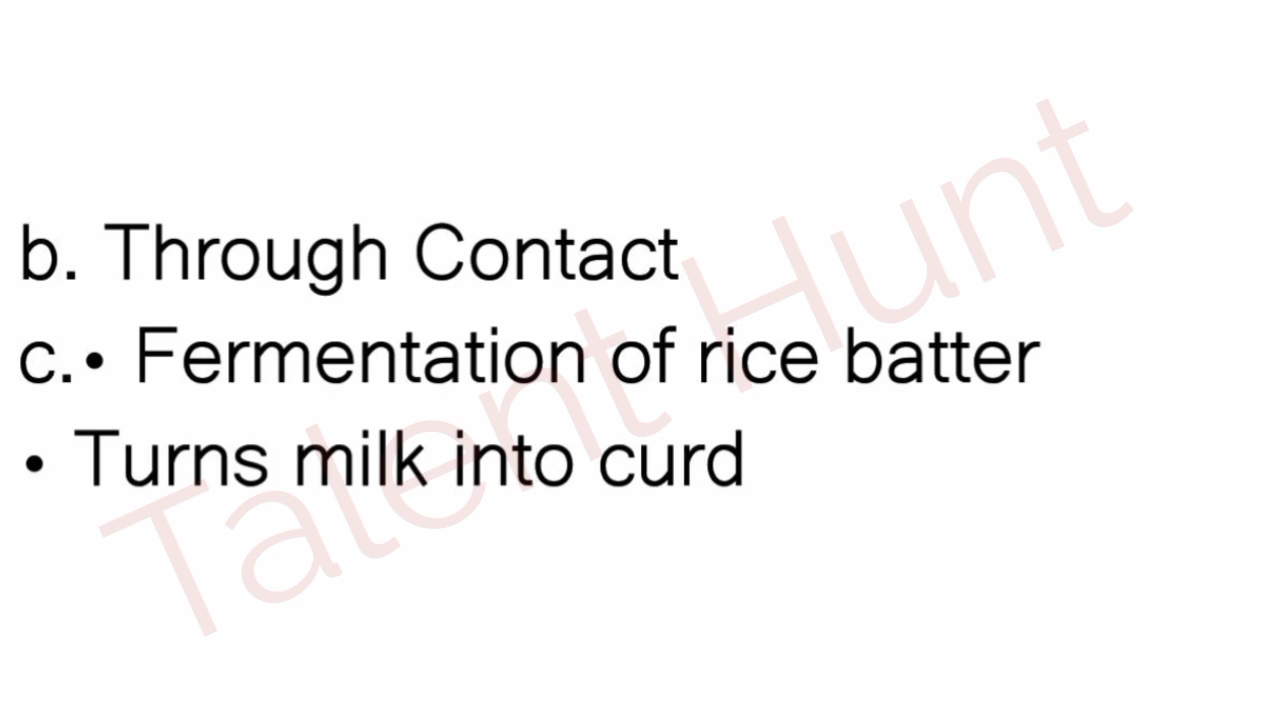 b. Through Contact
c.• Fermentation of rice batter
• Turns milk into curd
Talent Hunt